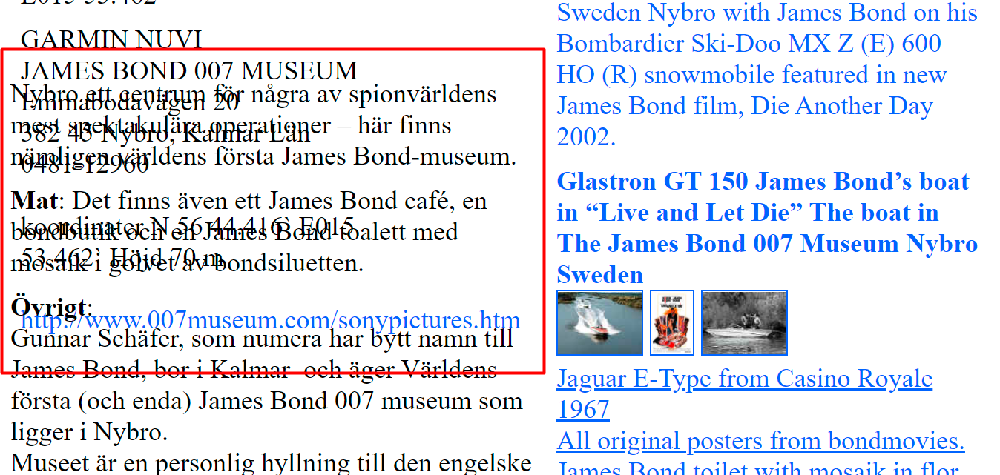 GARMIN NUVI
JAMES BOND 007 MUSEUM
Emmabodavägen 20
382 45 Nybro, Kalmar Län
0481-12960
koordinater N 56 44.416` E015
53.462` Höjd 70 m
http://www.007museum.com/sonypictures.htm
Nybro ett centrum för några av spionvärldens
mest spektakulära operationer – här finns
nämligen världens första James Bond-museum.
Mat: Det finns även ett James Bond café, en
bondbutik och en James Bond toalett med
mosaik i golvet av bondsiluetten.
Övrigt:
Gunnar Schäfer, som numera har bytt namn till
James Bond, bor i Kalmar och äger Världens
första (och enda) James Bond 007 museum som
ligger i Nybro.
Museet är en personlig hyllning till den engelske
Sweden Nybro with James Bond on his
Bombardier Ski-Doo MX Z (E) 600
HO (R) snowmobile featured in new
James Bond film, Die Another Day
2002.
Glastron GT 150 James Bond’s boat
in “Live and Let Die” The boat in
The James Bond 007 Museum Nybro
Sweden
Jaguar E-Type from Casino Royale
1967
All original posters from bondmovies.
James Bond toilet with mosaik in flor